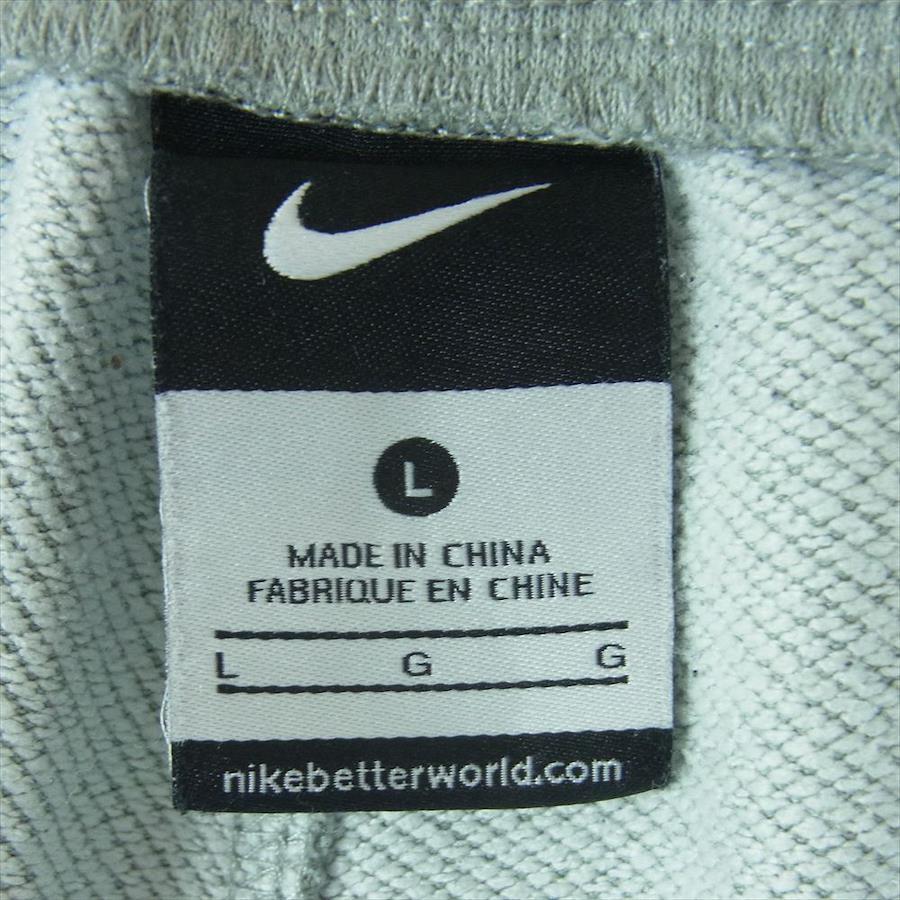 L
MADE IN CHINA
FABRIQUE EN CHINE
L G G
nikebetterworld.com